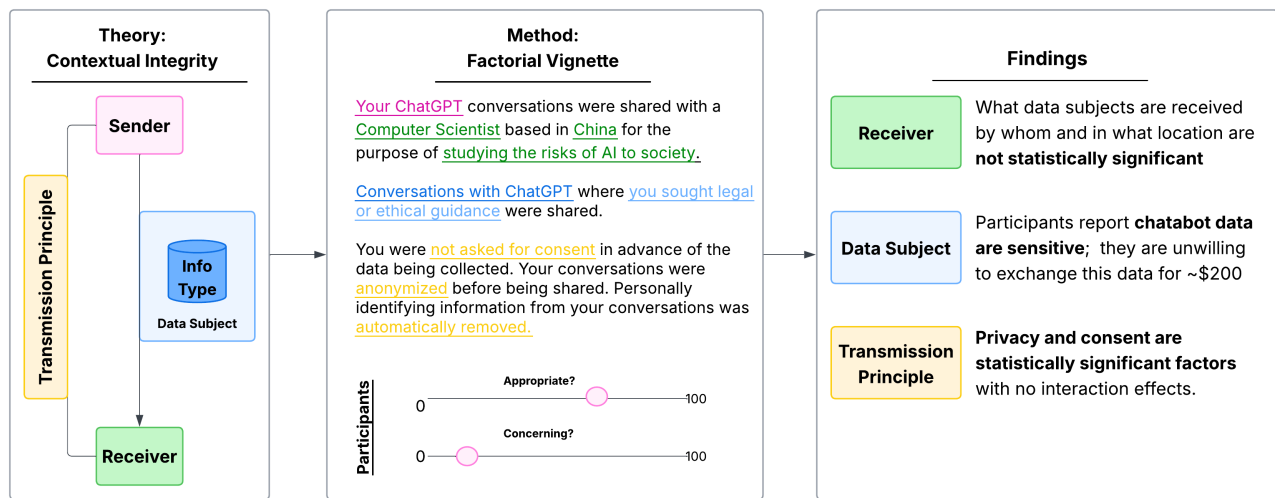 Theory:
Contextual Integrity
Sender
Transmission Principle
Info
Type
Data Subject
Receiver
Method:
Factorial Vignette
Your ChatGPT conversations were shared with a
Computer Scientist based in China for the
purpose of studying the risks of AI to society.
Conversations with ChatGPT where you sought legal
or ethical guidance were shared.
You were not asked for consent in advance of the
data being collected. Your conversations were
anonymized before being shared. Personally
identifying information from your conversations was
automatically removed.
Participants
Appropriate?
0 100
Concerning?
0 100
Findings
Receiver
What data subjects are received
by whom and in what location are
not statistically significant
Data Subject
Participants report chatabot data
are sensitive; they are unwilling
to exchange this data for ~$200
Transmission
Principle
Privacy and consent are
statistically significant factors
with no interaction effects.